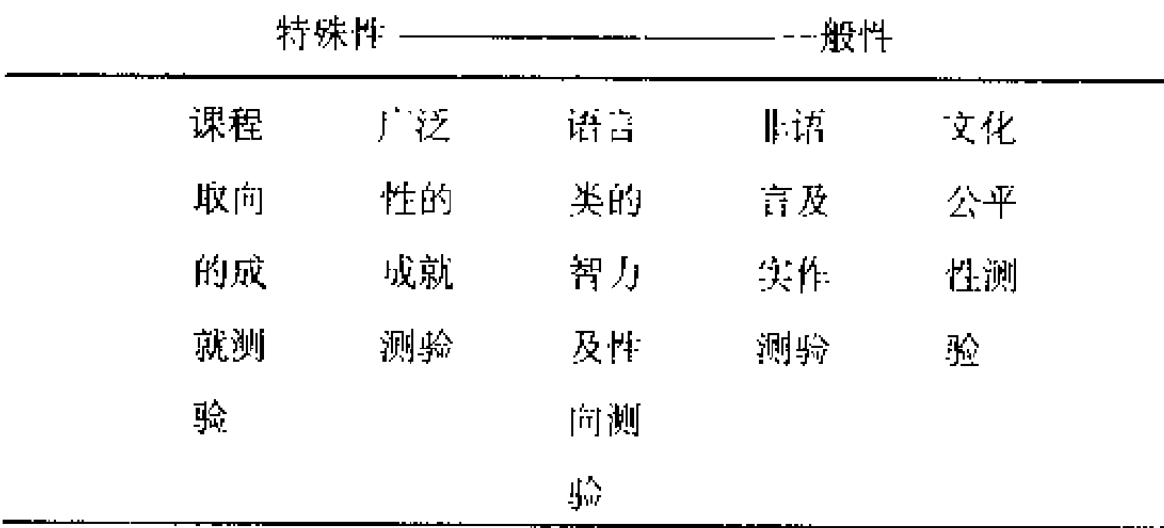 特殊性 ———————— 一般性
课程 广泛 语言 非语 文化
取向 性的 类的 言及 公平
的成 成就 智力 实作 性测
就测 测验 及性 测验 验
验 向测
验